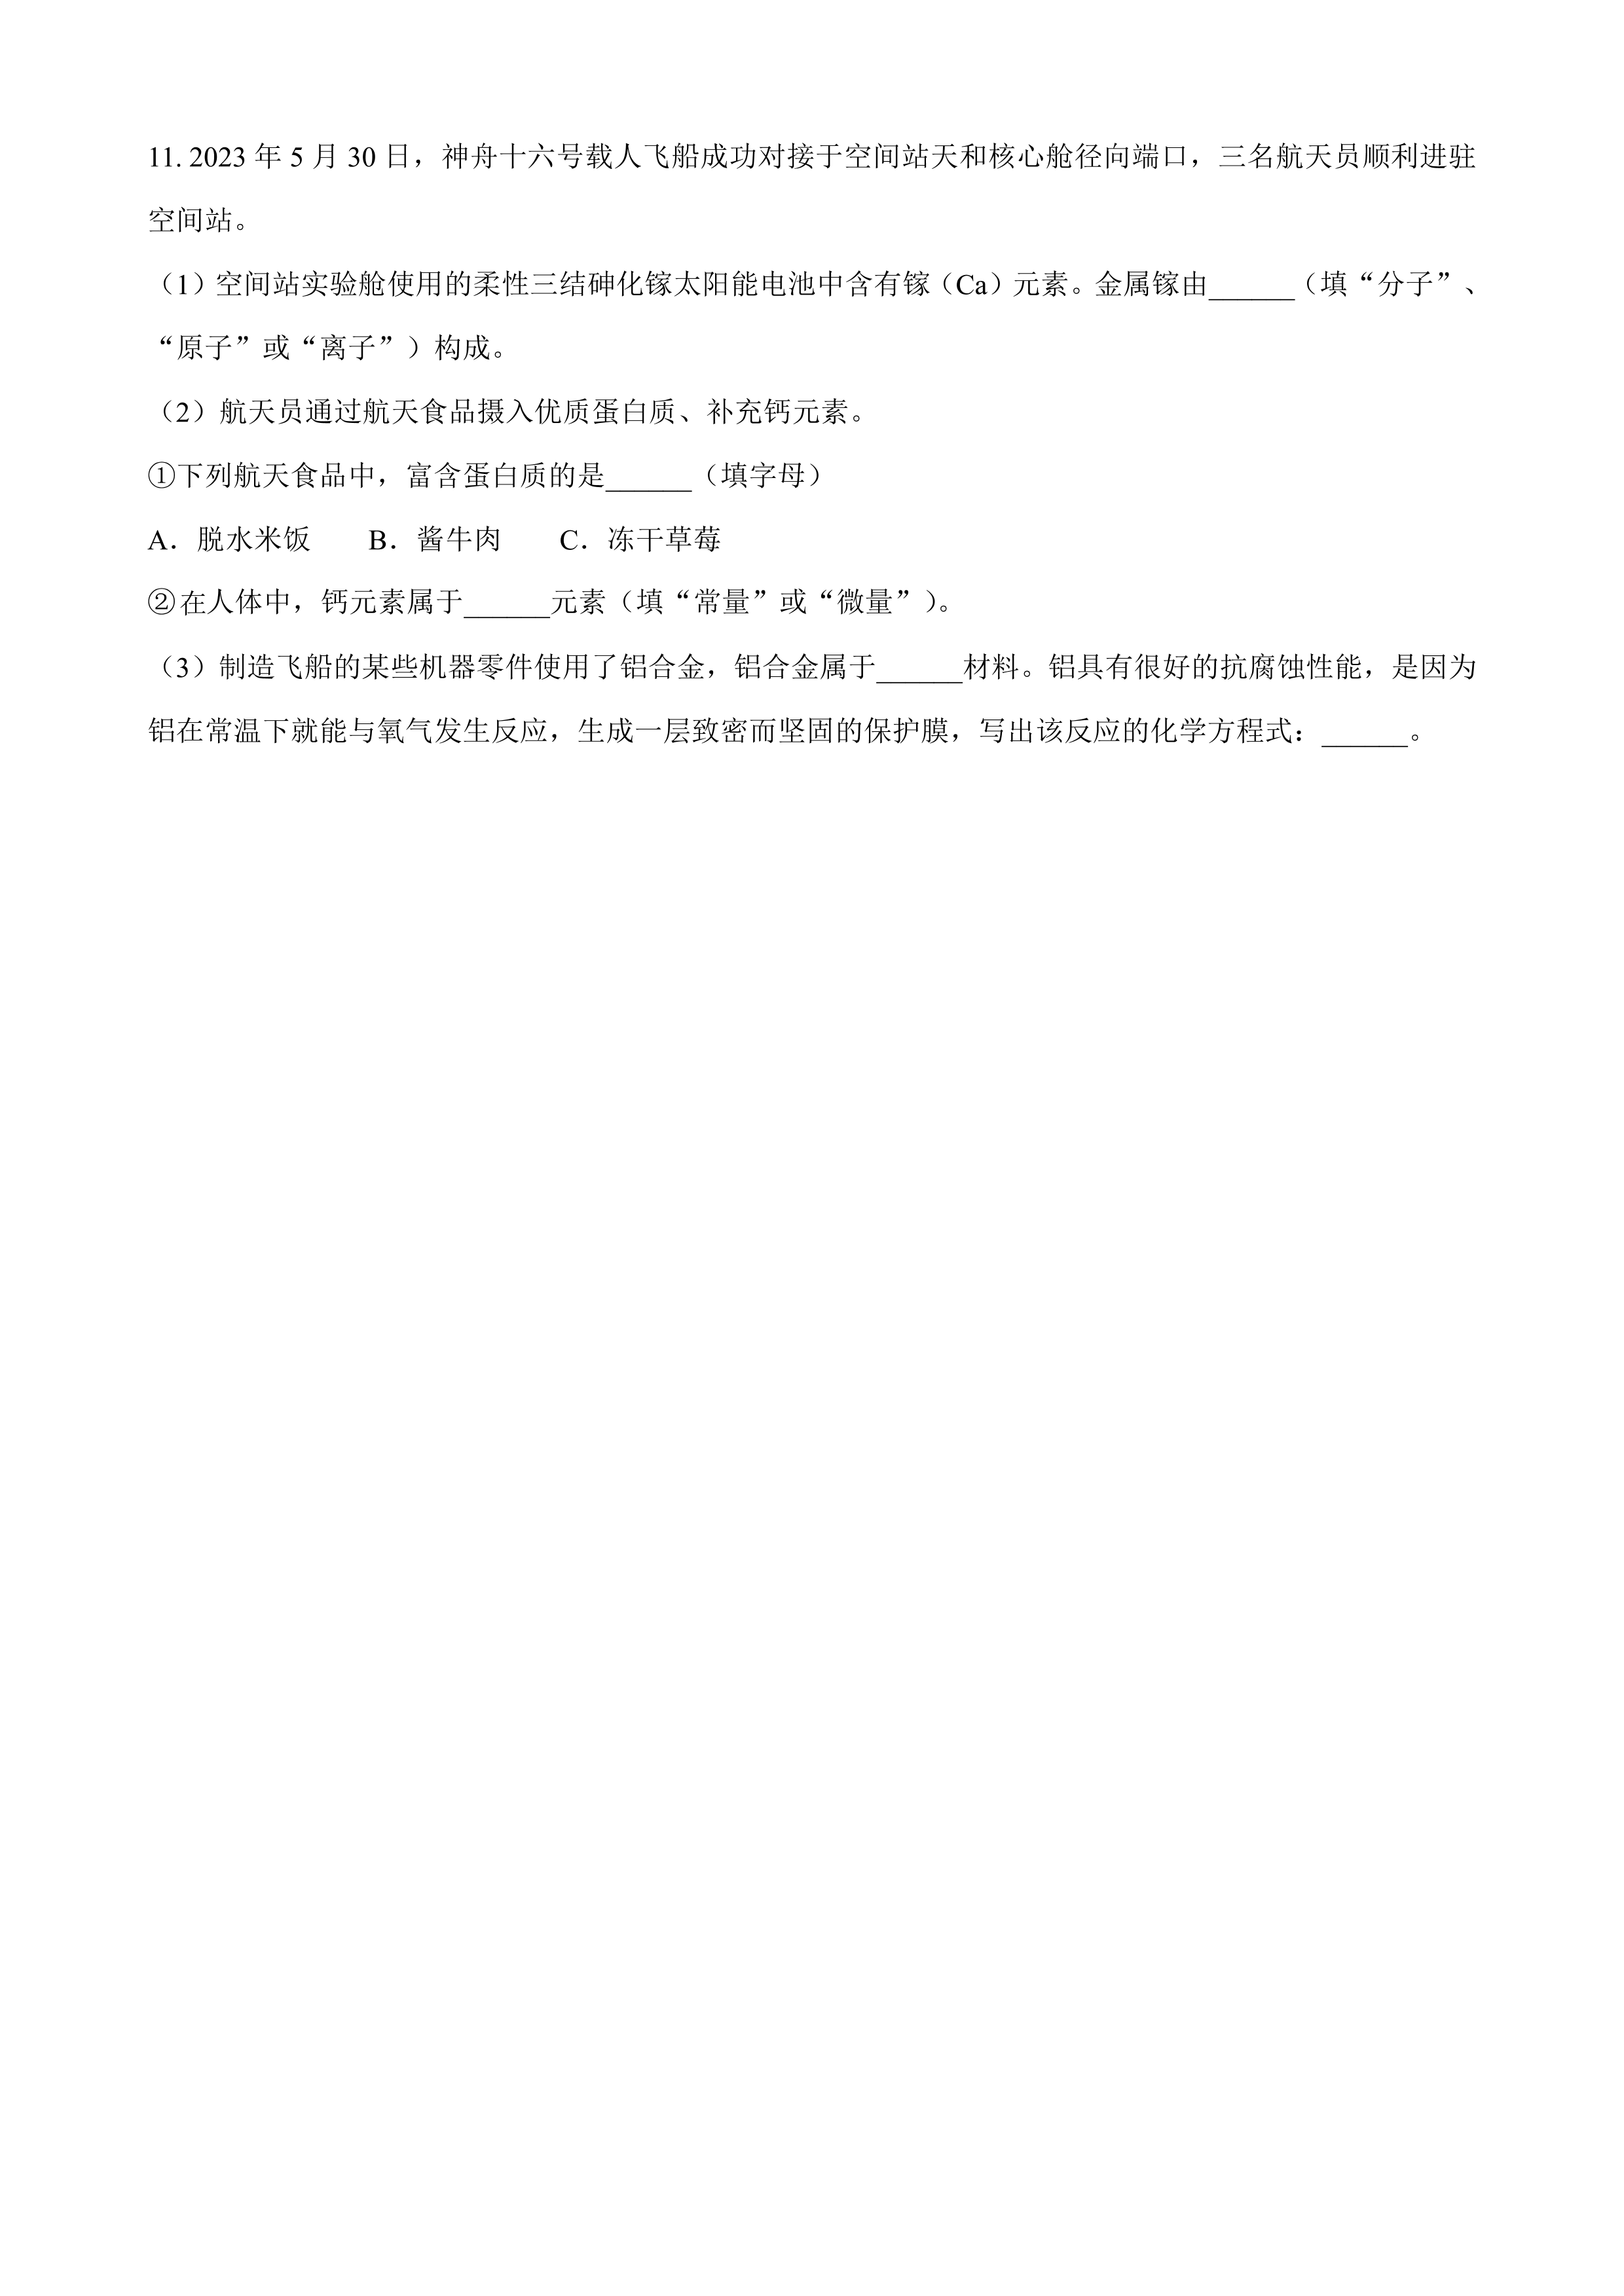 11. 2023 年 5 月 30 日，神舟十六号载人飞船成功对接于空间站天和核心舱径向端口，三名航天员顺利进驻
空间站。
（1）空间站实验舱使用的柔性三结砷化镓太阳能电池中含有镓（Ca）元素。金属镓由______（填“分子”、
“原子”或“离子”）构成。
（2）航天员通过航天食品摄入优质蛋白质、补充钙元素。
①下列航天食品中，富含蛋白质的是______（填字母）
A．脱水米饭　　B．酱牛肉　　C．冻干草莓
②在人体中，钙元素属于______元素（填“常量”或“微量”）。
（3）制造飞船的某些机器零件使用了铝合金，铝合金属于______材料。铝具有很好的抗腐蚀性能，是因为
铝在常温下就能与氧气发生反应，生成一层致密而坚固的保护膜，写出该反应的化学方程式：______。